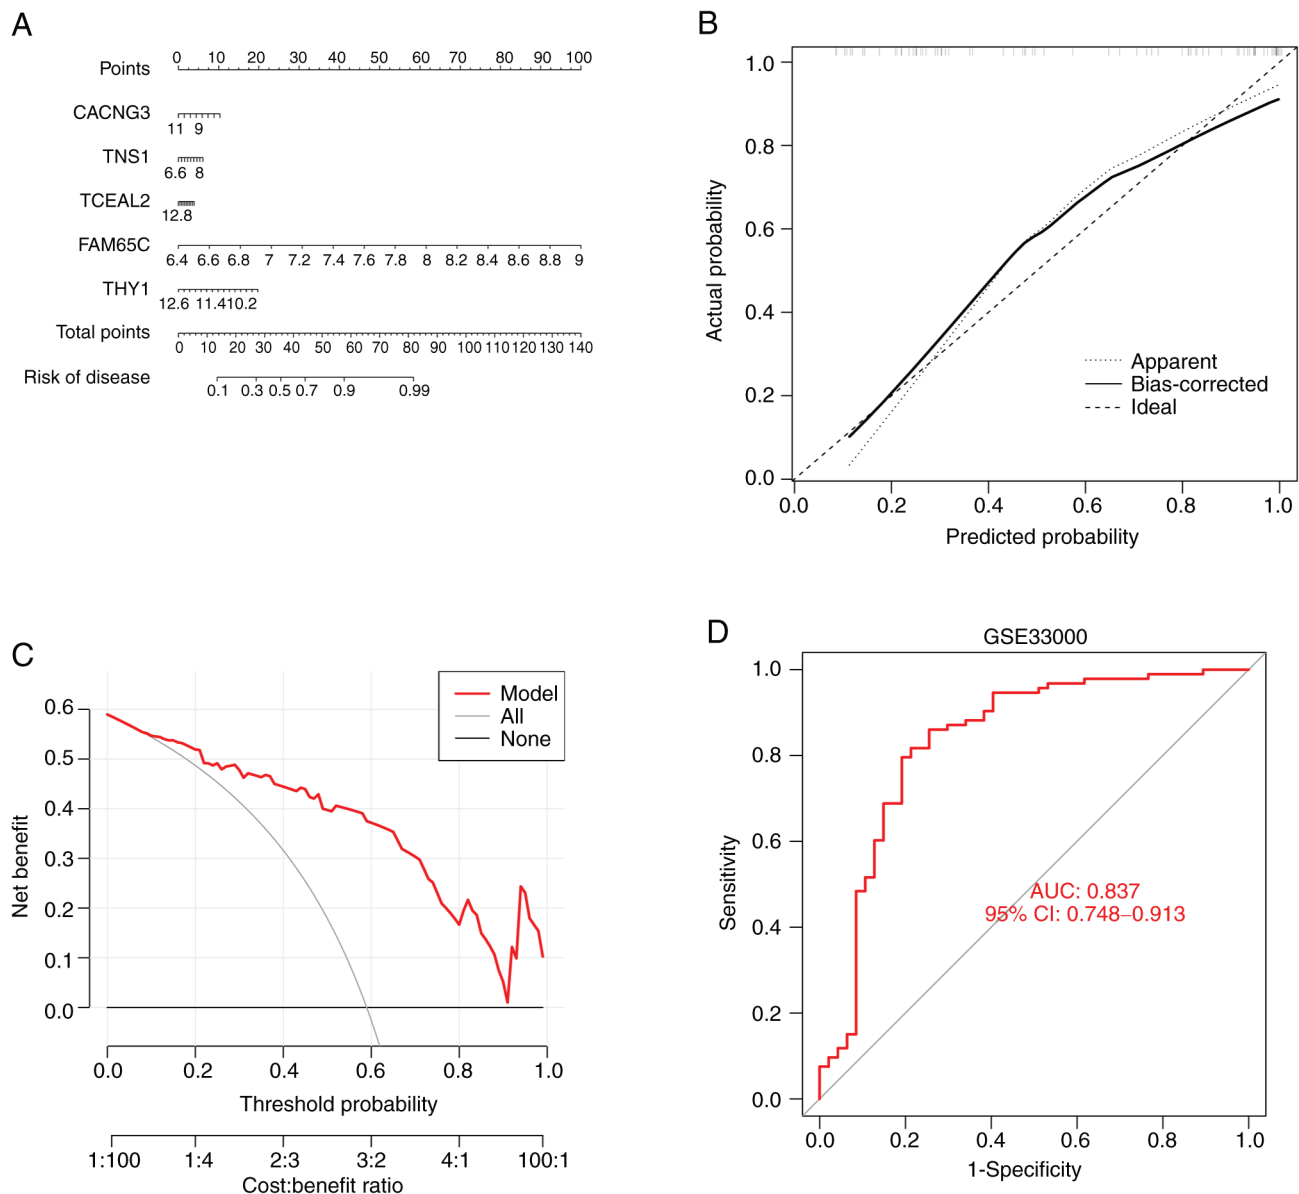 A
Points 0 10 20 30 40 50 60 70 80 90 100
CACNG3
11 9
TNS1
6.6 8
TCEAL2
12.8
FAM65C
6.4 6.6 6.8 7 7.2 7.4 7.6 7.8 8 8.2 8.4 8.6 8.8 9
THY1
12.6 11.410.2
Total points
0 10 20 30 40 50 60 70 80 90 100 110 120 130 140
Risk of disease
0.1 0.3 0.5 0.7 0.9 0.99
B
1.0
0.8
0.6
0.4
0.2
0.0
Actual probability
Apparent
Bias-corrected
Ideal
0.0 0.2 0.4 0.6 0.8 1.0
Predicted probability
C
0.6
0.5
0.4
0.3
0.2
0.1
0.0
Net benefit
Model
All
None
0.0 0.2 0.4 0.6 0.8 1.0
Threshold probability
1:100 1:4 2:3 3:2 4:1 100:1
Cost:benefit ratio
D
GSE33000
1.0
0.8
0.6
0.4
0.2
0.0
Sensitivity
AUC: 0.837
95% CI: 0.748–0.913
0.0 0.2 0.4 0.6 0.8 1.0
1-Specificity